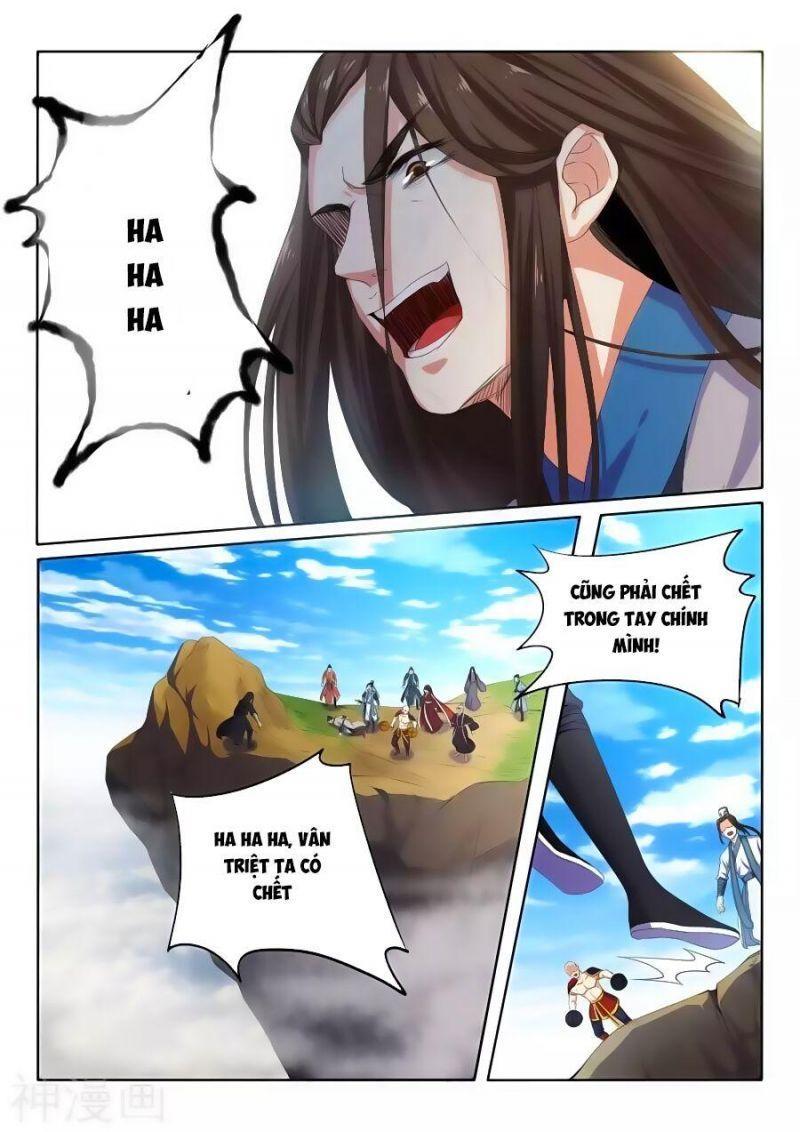 HA
HA
HA
HA HA HA, VÂN
TRIỆT TA CÓ
CHẾT
CŨNG PHẢI CHẾT
TRONG TAY CHÍNH
MÌNH!
神漫画